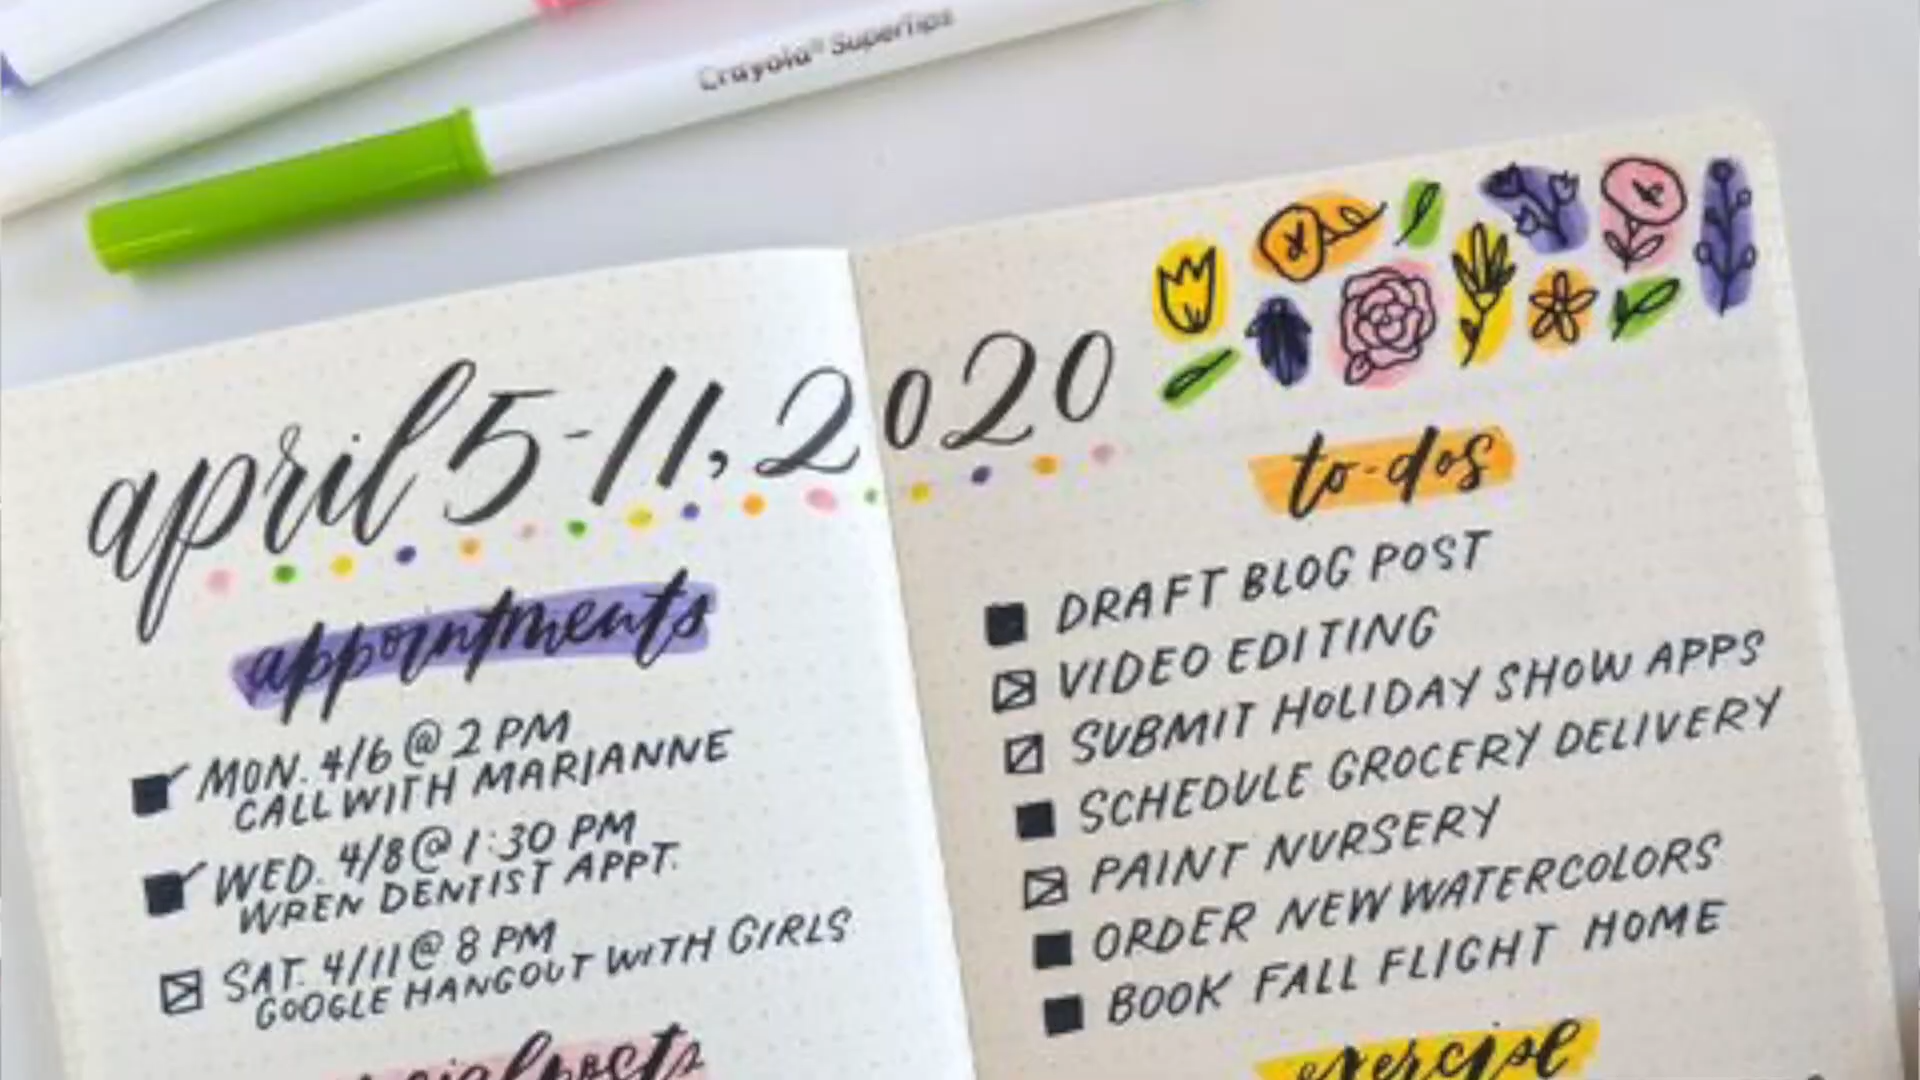 Crayola® SuperTips
april 5-11, 2020
appointments
MON. 4/6 @ 2 PM
CALL WITH MARIANNE
WED. 4/8 @ 1:30 PM
WREN DENTIST APPT.
SAT. 4/11 @ 8 PM
GOOGLE HANGOUT WITH GIRLS
to-dos
DRAFT BLOG POST
VIDEO EDITING
SUBMIT HOLIDAY SHOW APPS
SCHEDULE GROCERY DELIVERY
PAINT NURSERY
ORDER NEW WATERCOLORS
BOOK FALL FLIGHT HOME
exercise